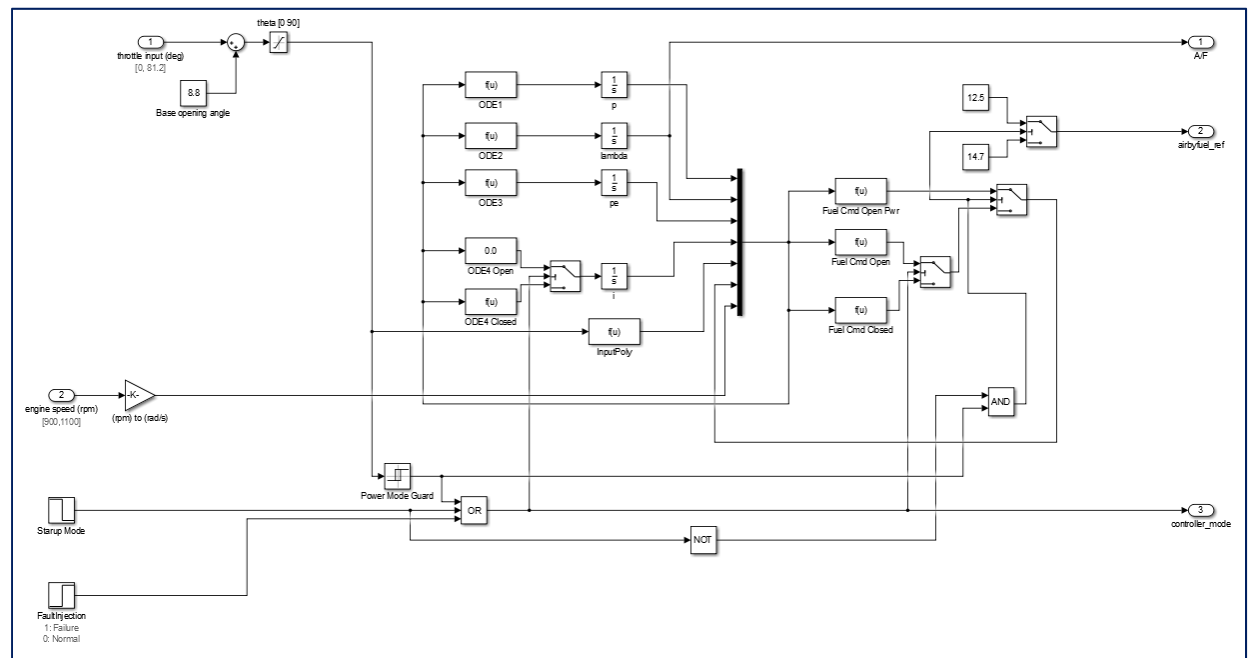 theta [0 90]
1
throttle input (deg)
[0, 81.2]
8.8
Base opening angle
1
A/F
f(u)
ODE1
1
s
p
12.5
f(u)
ODE2
1
s
lambda
2
airbyfuel_ref
14.7
f(u)
ODE3
1
s
pe
f(u)
Fuel Cmd Open Pwr
0.0
ODE4 Open
f(u)
Fuel Cmd Open
1
s
i
f(u)
ODE4 Closed
f(u)
Fuel Cmd Closed
f(u)
InputPoly
2
engine speed (rpm)
[900,1100]
-K-
(rpm) to (rad/s)
AND
Power Mode Guard
Starup Mode
OR
3
controller_mode
NOT
FaultInjection
1: Failure
0: Normal